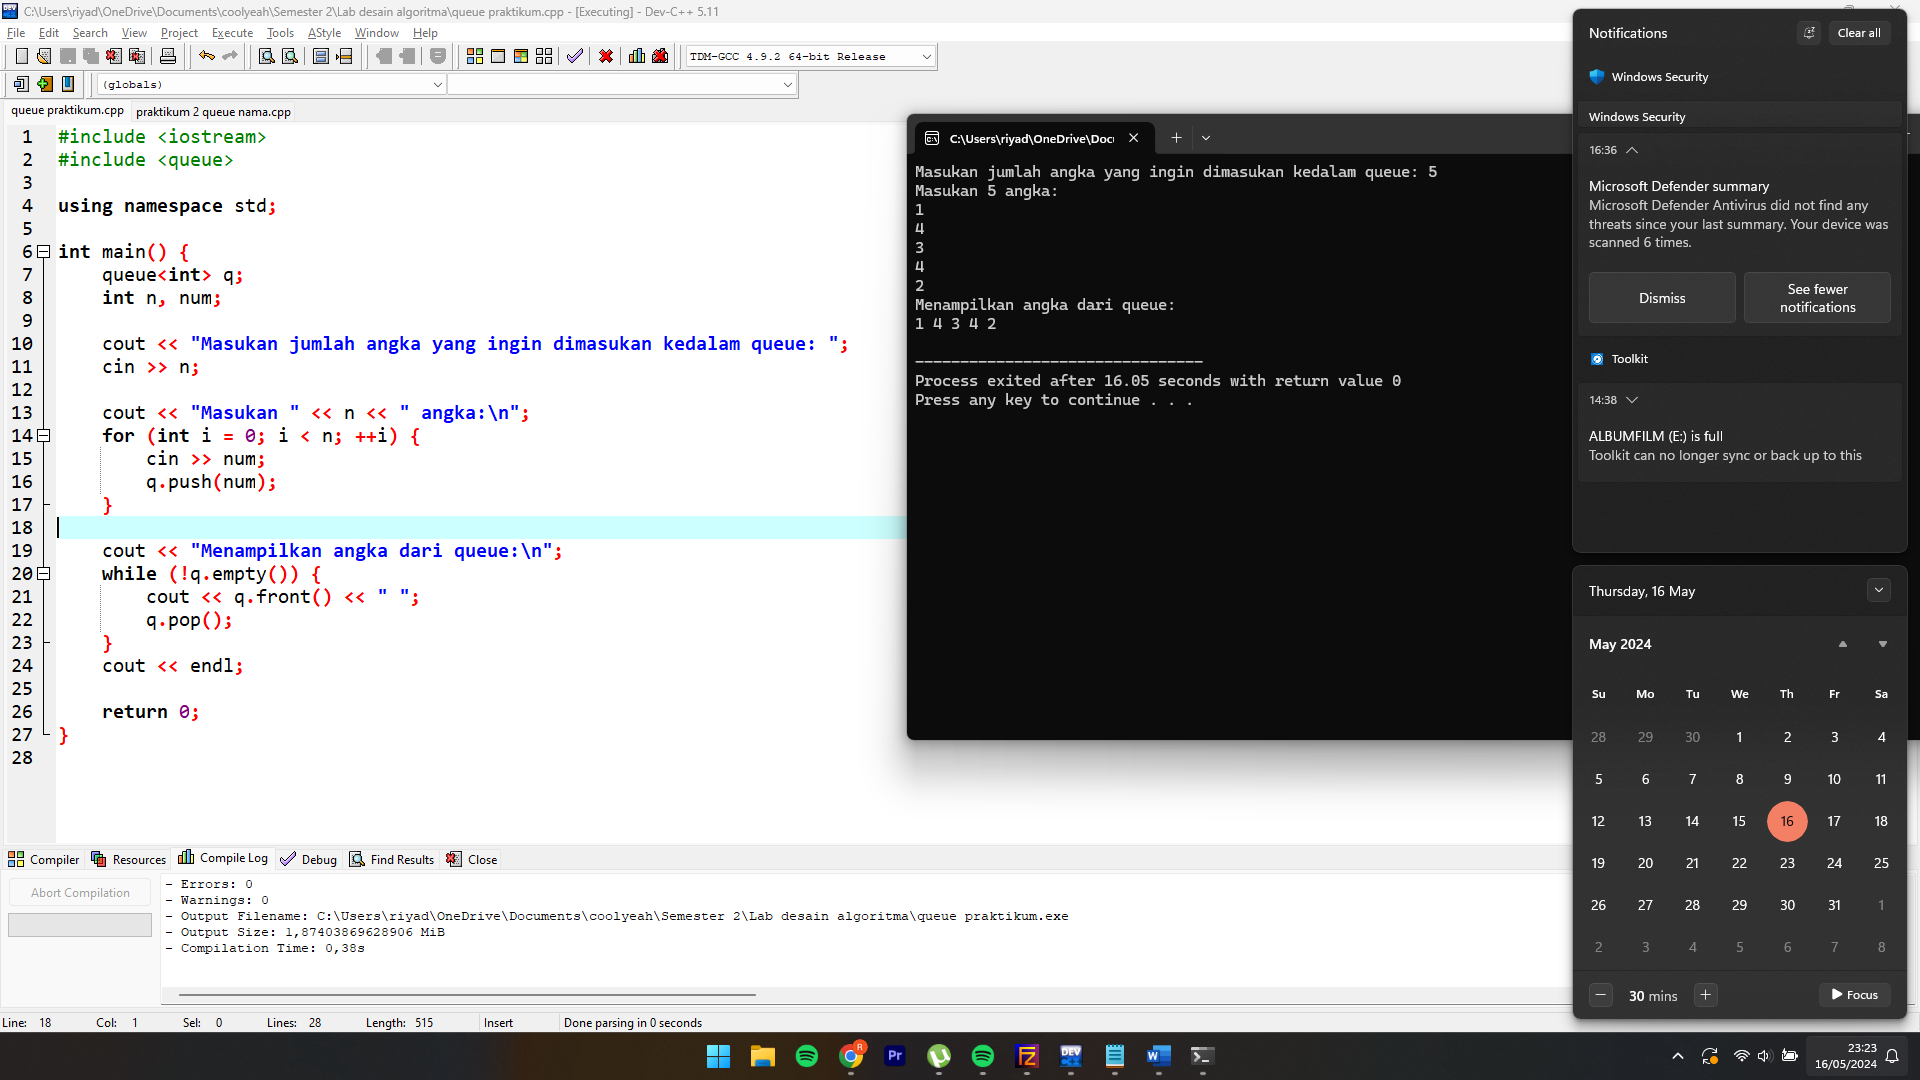 C:\Users\riyad\OneDrive\Documents\coolyeah\Semester 2\Lab desain algoritma\queue praktikum.cpp - [Executing] - Dev-C++ 5.11
File Edit Search View Project Execute Tools AStyle Window Help
TDM-GCC 4.9.2 64-bit Release
(globals)
queue praktikum.cpp praktikum 2 queue nama.cpp
1 #include <iostream>
2 #include <queue>
3
4 using namespace std;
5
6 int main() {
7 queue<int> q;
8 int n, num;
9
10 cout << "Masukan jumlah angka yang ingin dimasukan kedalam queue: ";
11 cin >> n;
12
13 cout << "Masukan " << n << " angka:\n";
14 for (int i = 0; i < n; ++i) {
15 cin >> num;
16 q.push(num);
17 }
18
19 cout << "Menampilkan angka dari queue:\n";
20 while (!q.empty()) {
21 cout << q.front() << " ";
22 q.pop();
23 }
24 cout << endl;
25
26 return 0;
27 }
28
C:\Users\riyad\OneDrive\Doc
Masukan jumlah angka yang ingin dimasukan kedalam queue: 5
Masukan 5 angka:
1
4
3
4
2
Menampilkan angka dari queue:
1 4 3 4 2
--------------------------------
Process exited after 16.05 seconds with return value 0
Press any key to continue . . .
Notifications Clear all
Windows Security
Windows Security
16:36
Microsoft Defender summary
Microsoft Defender Antivirus did not find any
threats since your last summary. Your device was
scanned 6 times.
Dismiss
See fewer
notifications
Toolkit
14:38
ALBUMFILM (E:) is full
Toolkit can no longer sync or back up to this
Thursday, 16 May
May 2024
Su Mo Tu We Th Fr Sa
28 29 30 1 2 3 4
5 6 7 8 9 10 11
12 13 14 15 16 17 18
19 20 21 22 23 24 25
26 27 28 29 30 31 1
2 3 4 5 6 7 8
30 mins Focus
Compiler Resources Compile Log Debug Find Results Close
Abort Compilation
- Errors: 0
- Warnings: 0
- Output Filename: C:\Users\riyad\OneDrive\Documents\coolyeah\Semester 2\Lab desain algoritma\queue praktikum.exe
- Output Size: 1,87403869628906 MiB
- Compilation Time: 0,38s
Line: 18 Col: 1 Sel: 0 Lines: 28 Length: 515 Insert Done parsing in 0 seconds
R
Pr
DEV
23:23
16/05/2024